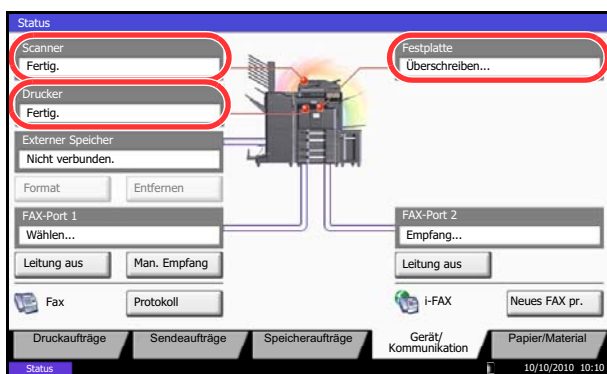 Status
Scanner
Fertig.
Festplatte
Überschreiben...
Drucker
Fertig.
Externer Speicher
Nicht verbunden.
Format
Entfernen
FAX-Port 1
Wählen...
FAX-Port 2
Empfang...
Leitung aus
Man. Empfang
Leitung aus
Fax
Protokoll
i-FAX
Neues FAX pr.
Druckaufträge
Sendeaufträge
Speicheraufträge
Gerät/
Kommunikation
Papier/Material
Status
10/10/2010 10:10